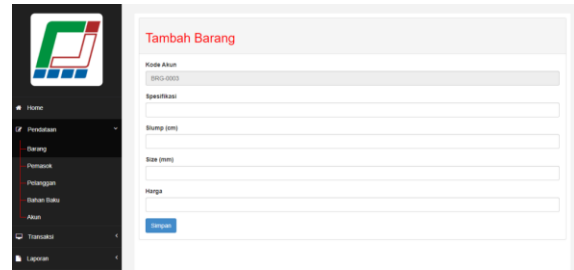 Home
Pendataan
Barang
Pemasok
Pelanggan
Bahan Baku
Akun
Transaksi
Laporan
Tambah Barang
Kode Akun
BRG-0003
Spesifikasi
Slump (cm)
Size (mm)
Harga
Simpan